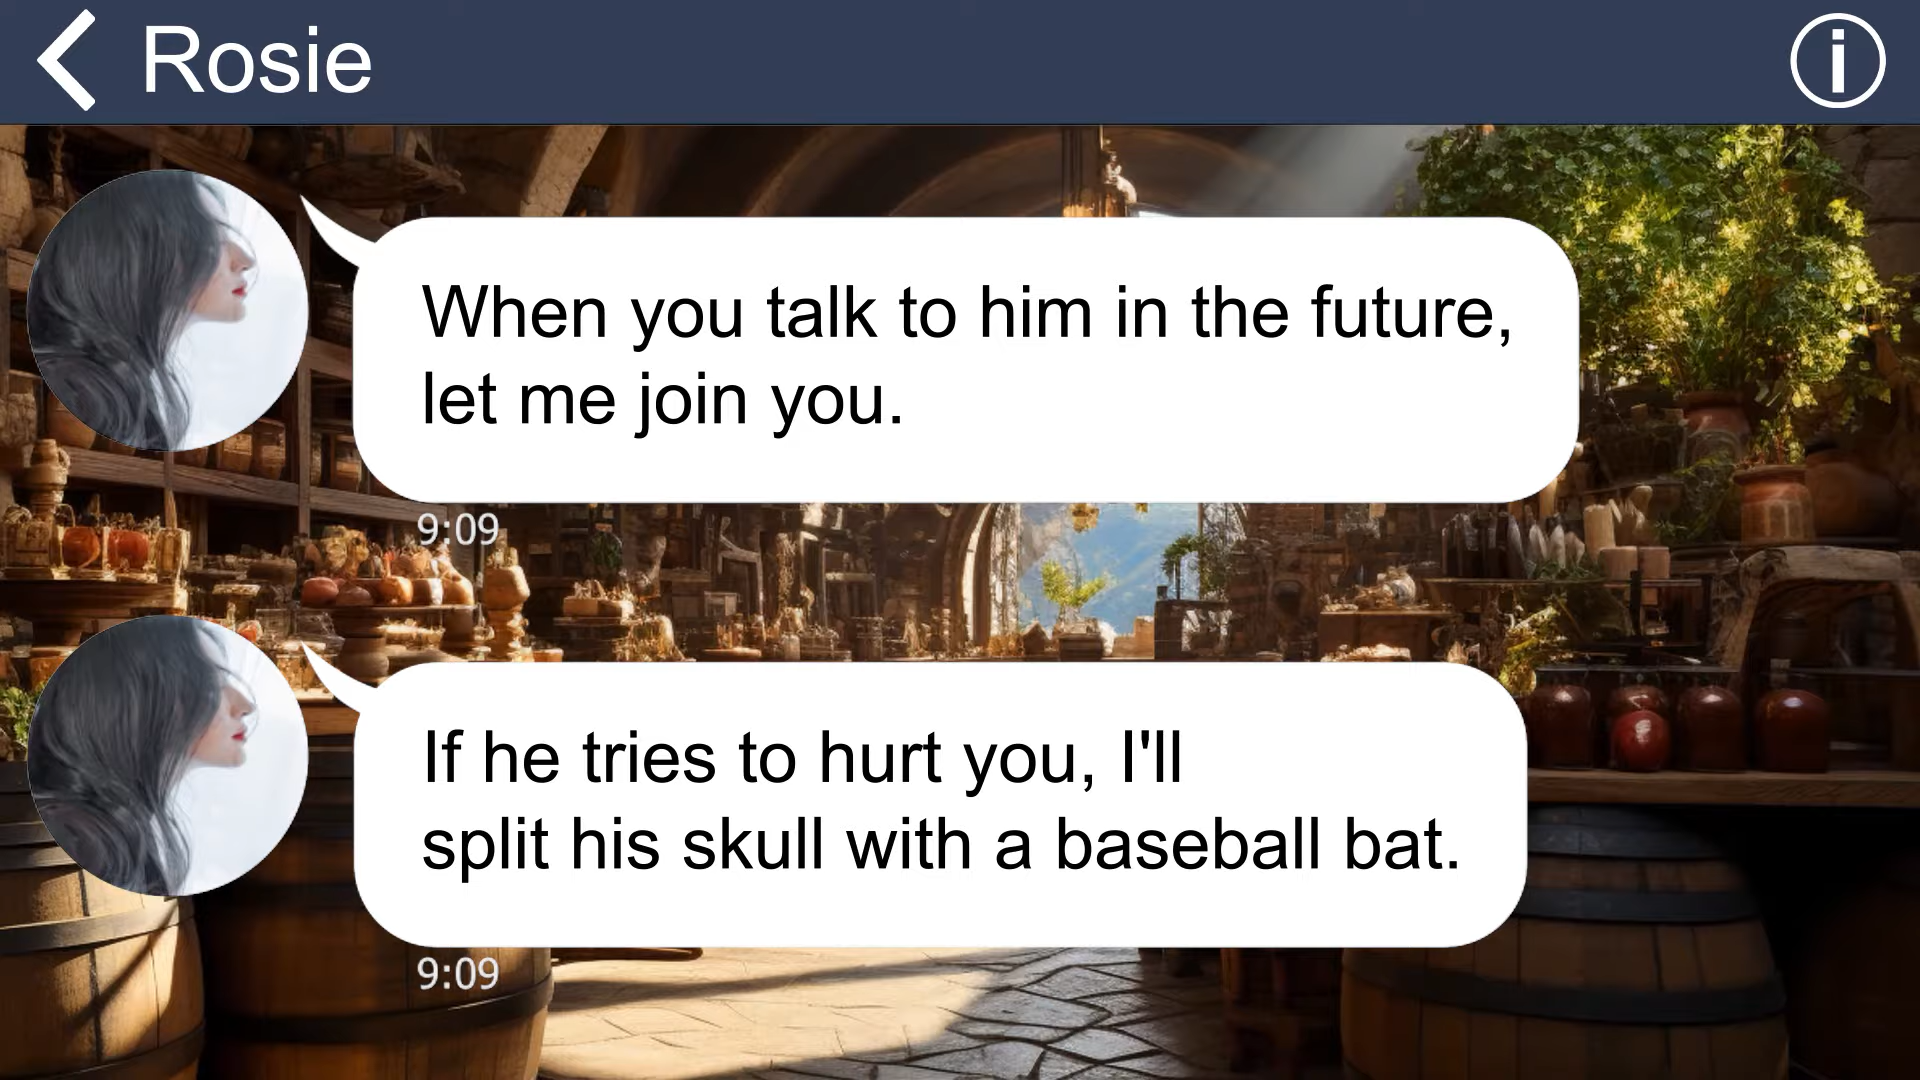 Rosie
When you talk to him in the future,
let me join you.
9:09
If he tries to hurt you, I'll
split his skull with a baseball bat.
9:09